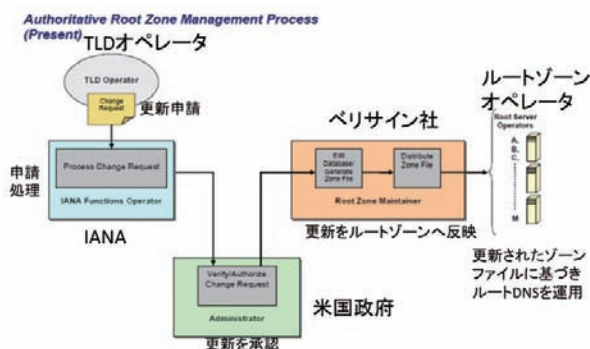 Authoritative Root Zone Management Process
(Present)
TLDオペレータ
TLD Operator
Change
Request
更新申請
申請
処理
Process Change Request
IANA Functions Operator
IANA
Verify/Authorize
Change Request
Administrator
更新を承認
米国政府
ベリサイン社
Edit
Database/
Generate
Zone File
Distribute
Zone File
Root Zone Maintainer
更新をルートゾーンへ反映
ルートゾーン
オペレータ
Root Server
Operators
A.
B.
C.
M
更新されたゾーン
ファイルに基づき
ルートDNSを運用